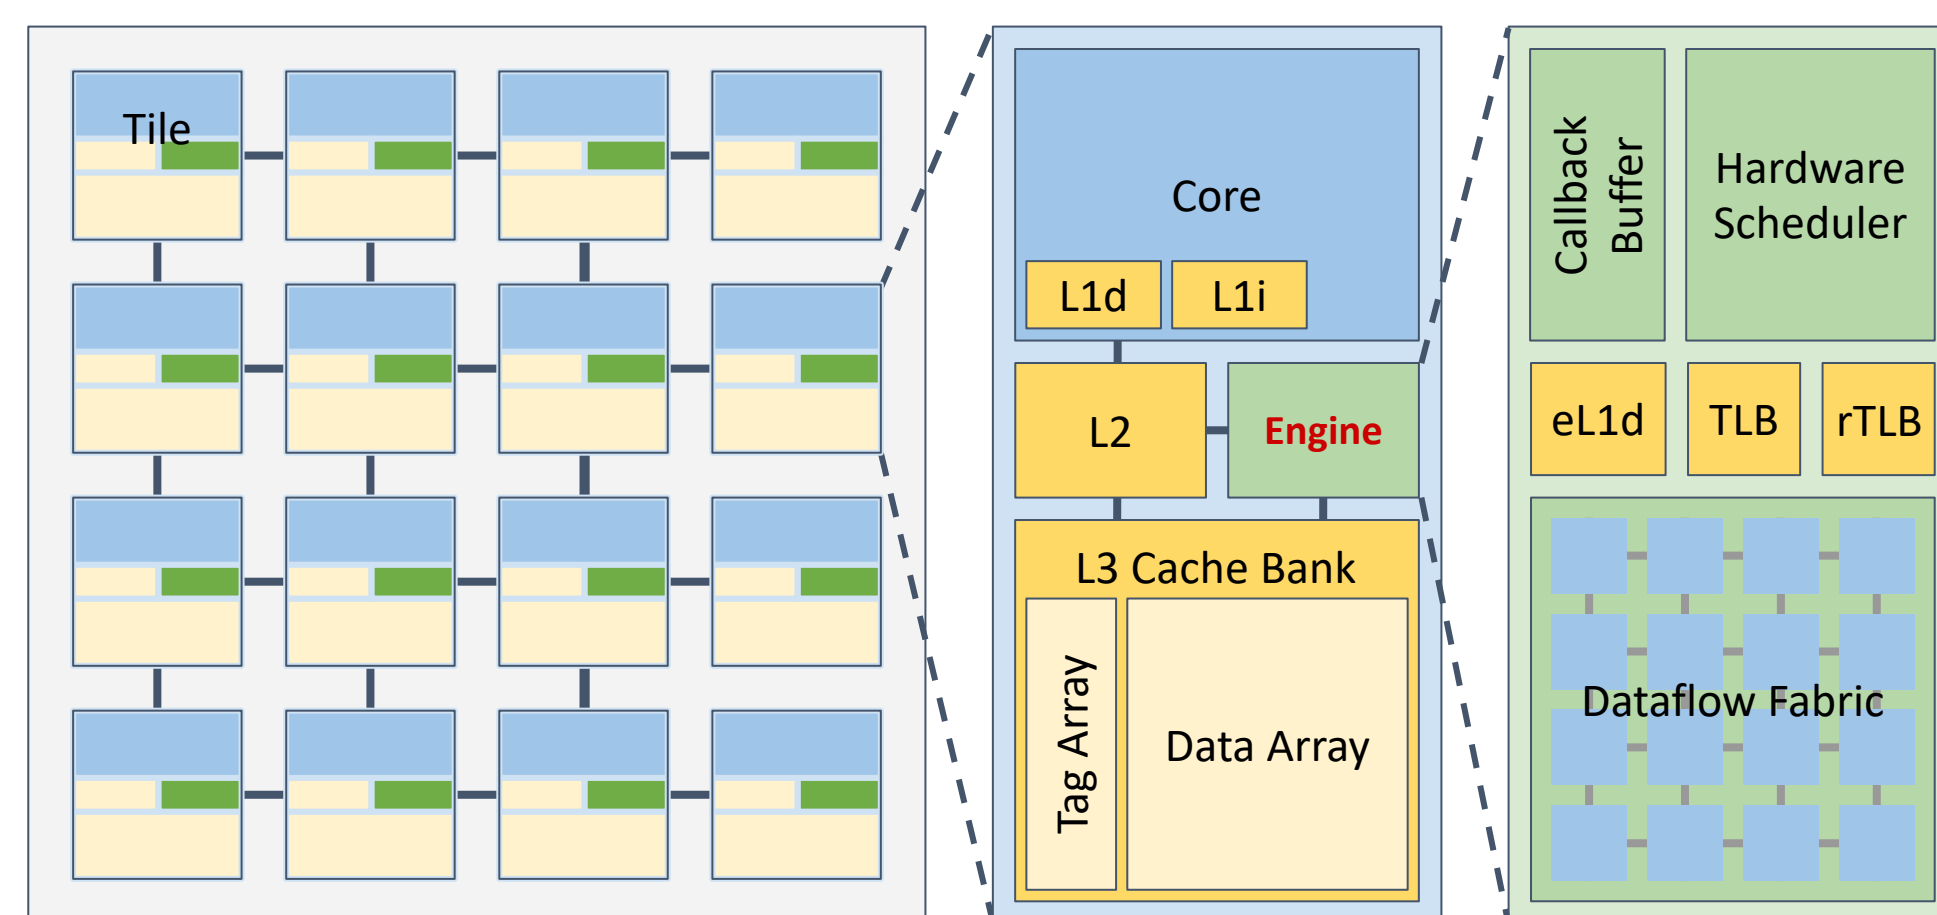 Tile
Core
L1d
L1i
L2
Engine
L3 Cache Bank
Tag Array
Data Array
Callback
Buffer
Hardware
Scheduler
eL1d
TLB
rTLB
Dataflow Fabric